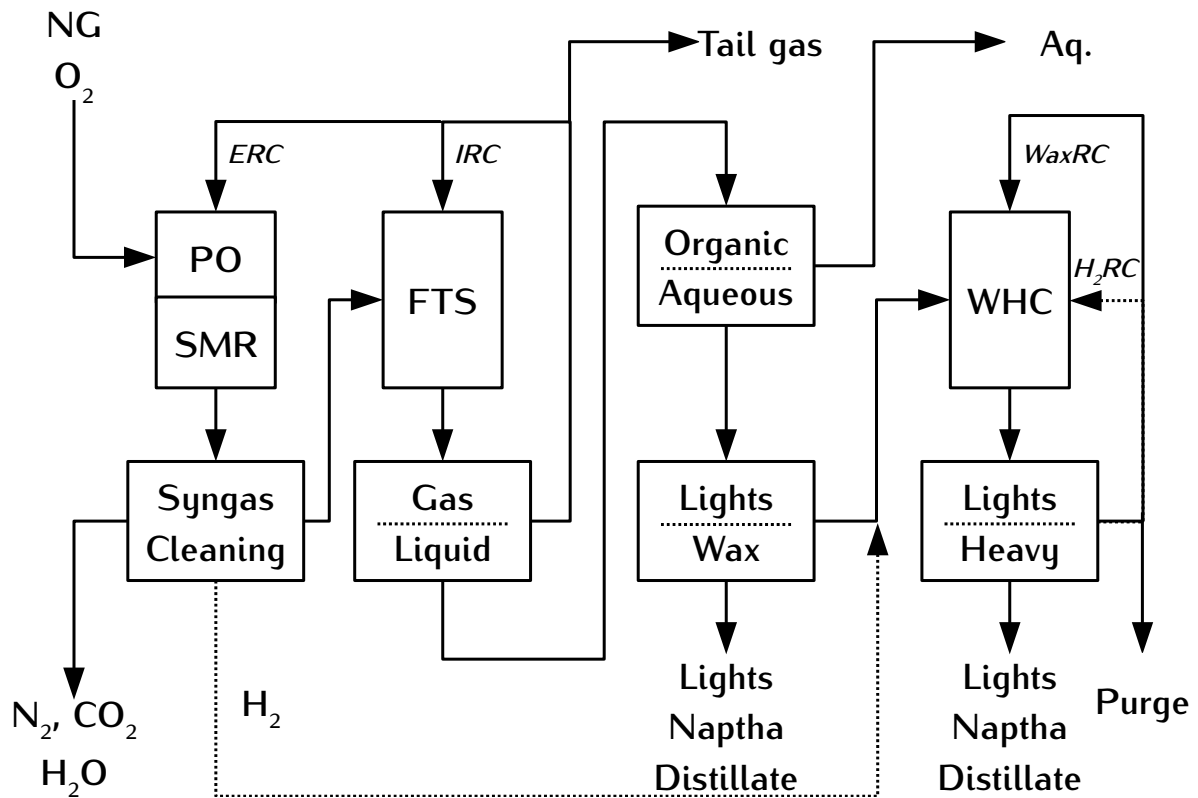 NG
O₂
Tail gas
Aq.
ERC
IRC
WaxRC
H₂RC
PO
SMR
FTS
Organic
Aqueous
WHC
Syngas
Cleaning
Gas
Liquid
Lights
Wax
Lights
Heavy
N₂, CO₂
H₂O
H₂
Lights
Naptha
Distillate
Lights
Naptha
Distillate
Purge